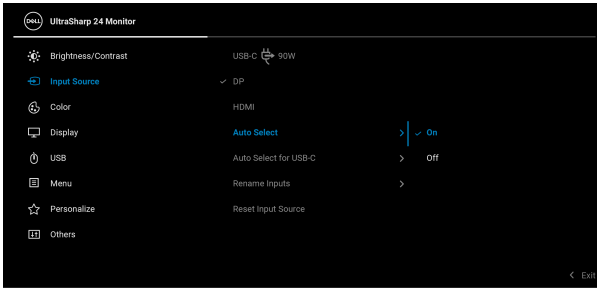 DELL UltraSharp 24 Monitor
Brightness/Contrast
Input Source
Color
Display
USB
Menu
Personalize
Others
USB-C 90W
DP
HDMI
Auto Select
Auto Select for USB-C
Rename Inputs
Reset Input Source
On
Off
Exit